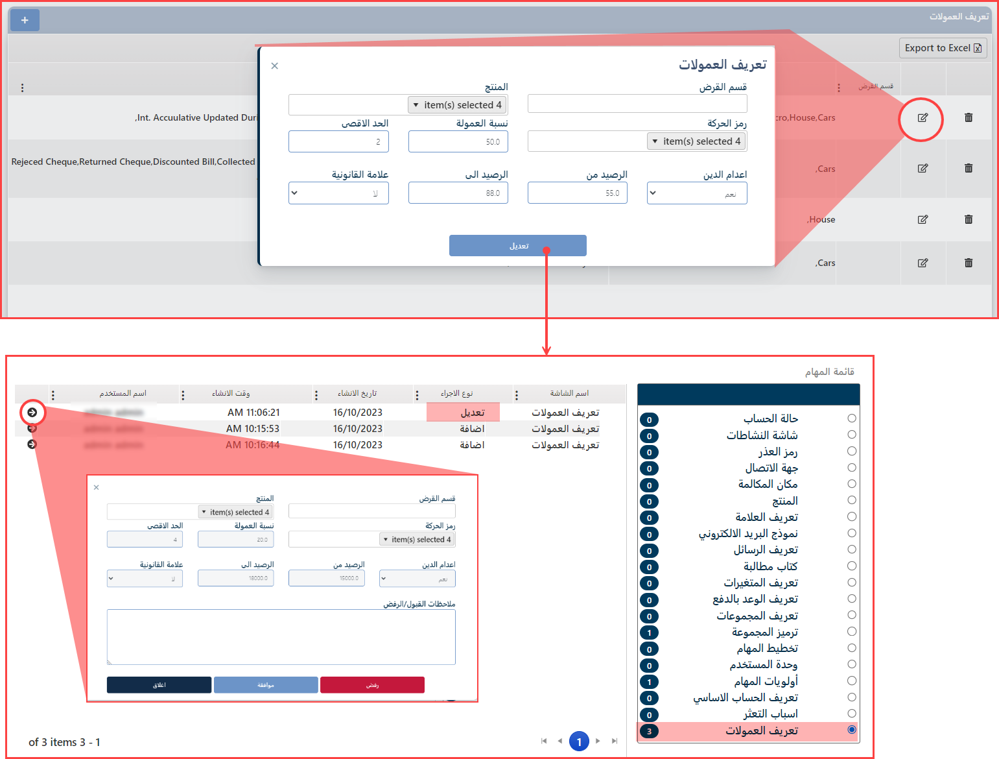 تعريف العمولات
+
Export to Excel
قسم القرض
cro,House,Cars
,Int. Accuulative Updated Duri
,Cars
Rejeced Cheque,Returned Cheque,Discounted Bill,Collected
,House
,Cars
تعريف العمولات
×
قسم القرض
المنتج
item(s) selected 4
رمز الحركة
نسبة العمولة
الحد الاقصى
item(s) selected 4
50.0
2
اعدام الدين
الرصيد من
الرصيد الى
علامة القانونية
نعم
55.0
88.0
لا
تعديل
قائمة المهام
اسم الشاشة
نوع الاجراء
تاريخ الانشاء
وقت الانشاء
اسم المستخدم
تعريف العمولات
تعديل
16/10/2023
AM 11:06:21
تعريف العمولات
اضافة
16/10/2023
AM 10:15:53
تعريف العمولات
اضافة
16/10/2023
AM 10:16:44
حالة الحساب 0
شاشة النشاطات 0
رمز العذر 0
جهة الاتصال 0
مكان المكالمة 0
المنتج 0
تعريف العلامة 0
نموذج البريد الالكتروني 0
تعريف الرسائل 0
كتاب مطالبة 0
تعريف المتغيرات 0
تعريف الوعد بالدفع 0
تعريف المجموعات 0
ترميز المجموعة 1
تخطيط المهام 0
وحدة المستخدم 0
أولويات المهام 1
تعريف الحساب الاساسي 0
اسباب التعثر 0
تعريف العمولات 3
×
قسم القرض
المنتج
item(s) selected 4
رمز الحركة
نسبة العمولة
الحد الاقصى
item(s) selected 4
20.0
4
اعدام الدين
الرصيد من
الرصيد الى
علامة القانونية
نعم
15000.0
18000.0
لا
ملاحظات القبول/الرفض
رفض
موافقة
اغلاق
1
of 3 items 3 - 1